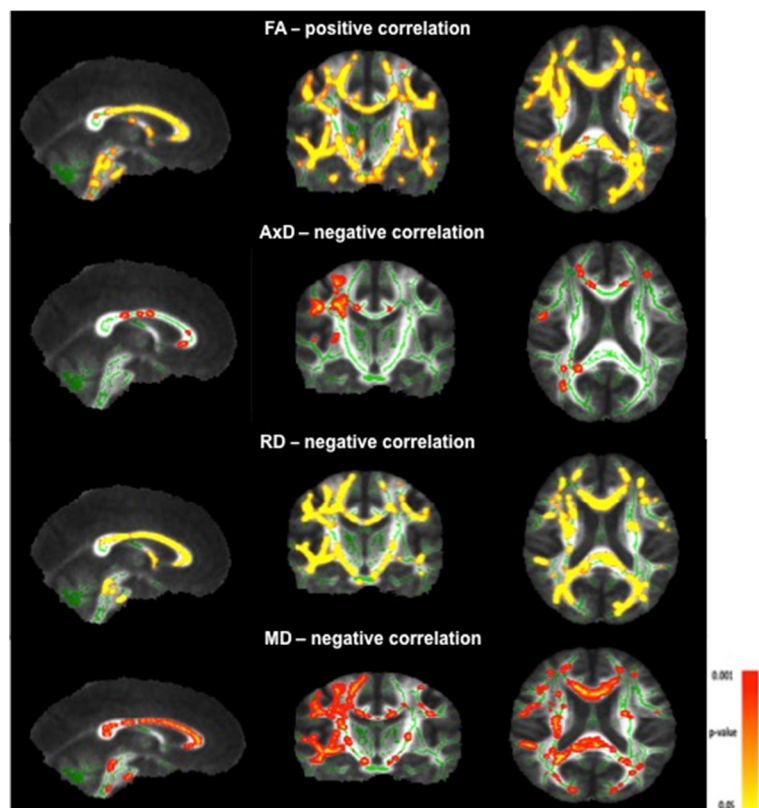 FA – positive correlation
AxD – negative correlation
RD – negative correlation
MD – negative correlation
0.001
p-value
0.05